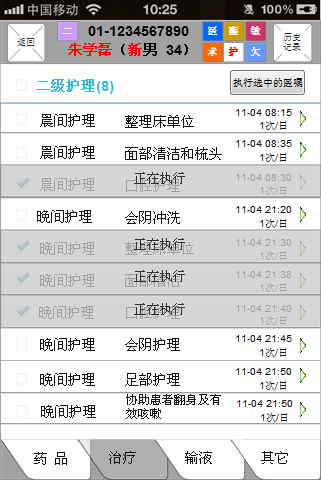 中国移动 10:25 100%
返回 二 01-1234567890 医 嘱 敏 历史
朱学磊（新男 34） 术 护 欠 记录
二级护理(8) 执行选中的医嘱
晨间护理 整理床单位 11-04 08:15
1次/日
晨间护理 面部清洁和梳头 11-04 08:35
1次/日
晨间护理 口腔护理 正在执行 11-04 08:30
1次/日
晚间护理 会阴冲洗 11-04 21:20
1次/日
晚间护理 整理床单位 正在执行 11-04 21:30
1次/日
晚间护理 面部清洁 正在执行 11-04 21:38
1次/日
晚间护理 口腔护理 正在执行 11-04 21:40
1次/日
晚间护理 会阴护理 11-04 21:45
1次/日
晚间护理 足部护理 11-04 21:50
1次/日
晚间护理 协助患者翻身及有 11-04 21:50
效咳嗽 1次/日
药 品 治疗 输液 其它